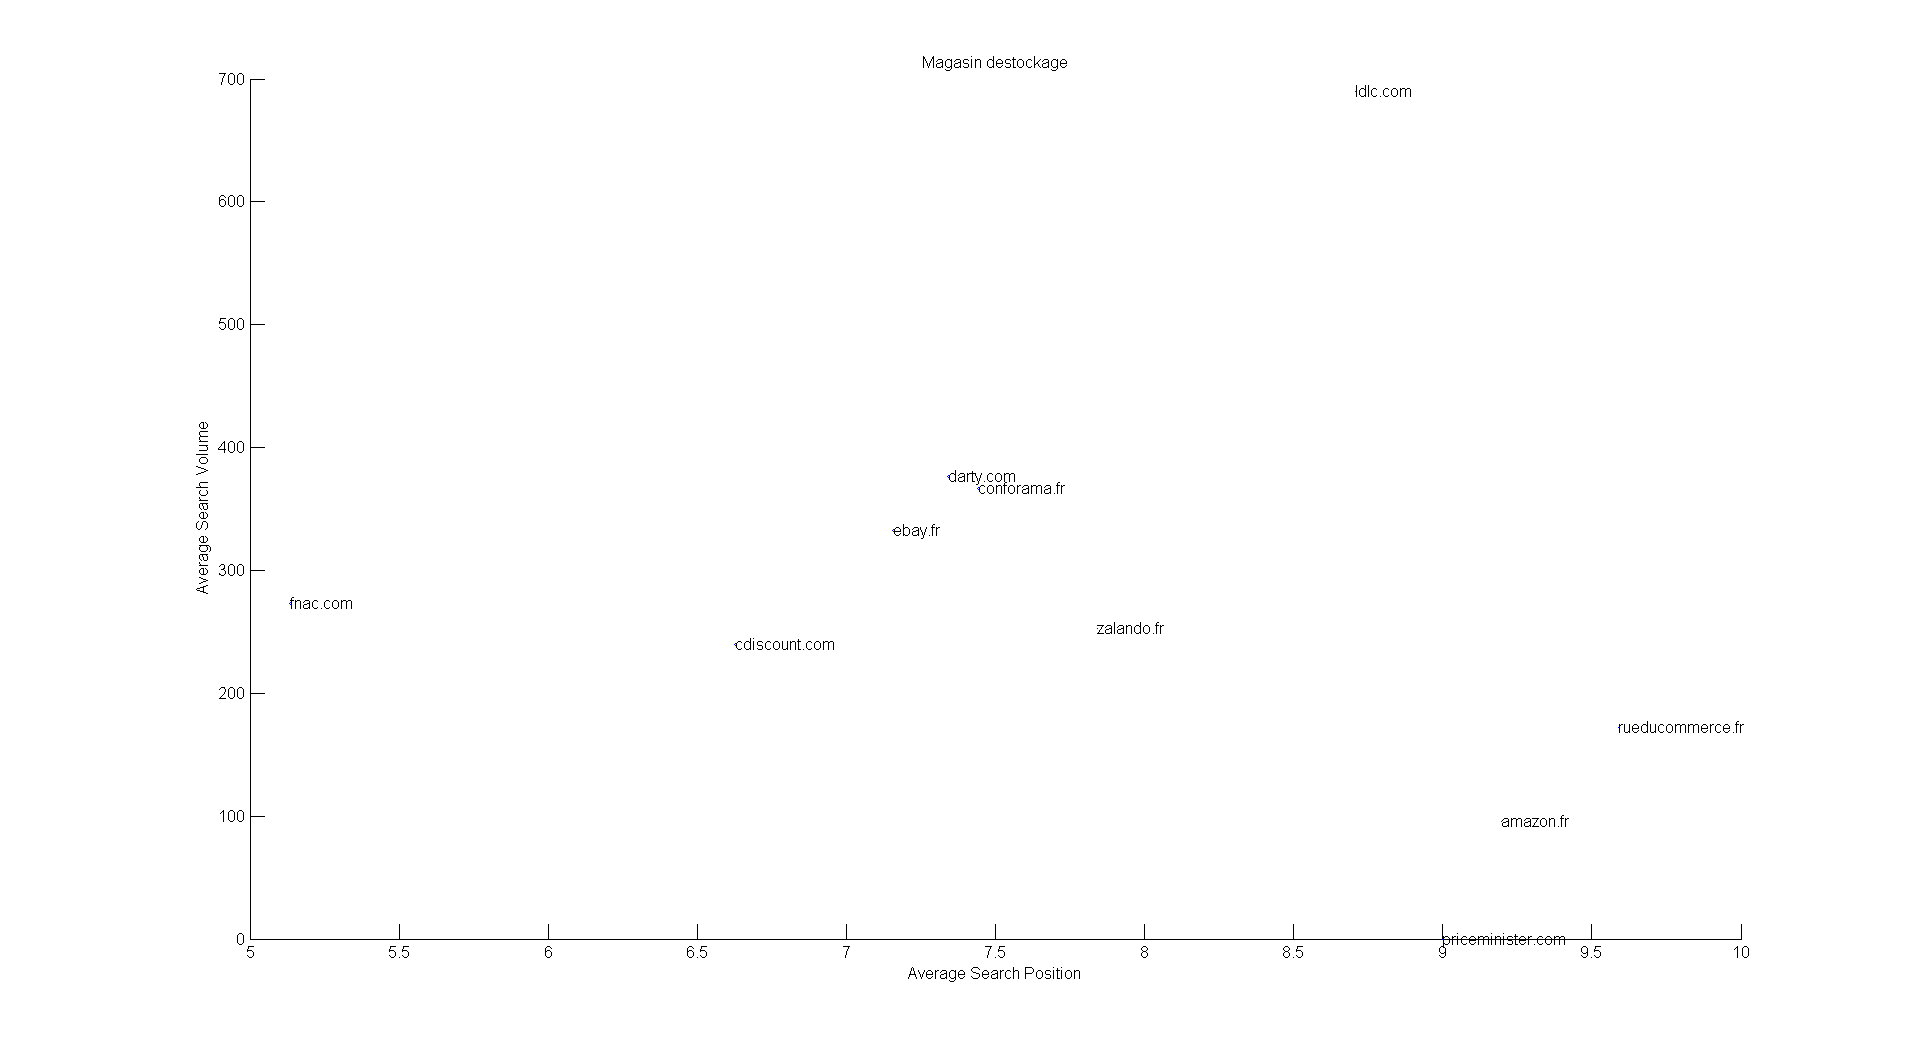 Magasin destockage
700
ldlc.com
600
500
400
darty.com
conforama.fr
ebay.fr
Average Search Volume
300
fnac.com
zalando.fr
cdiscount.com
200
rueducommerce.fr
100
amazon.fr
0
priceminister.com
5 5.5 6 6.5 7 7.5 8 8.5 9 9.5 10
Average Search Position